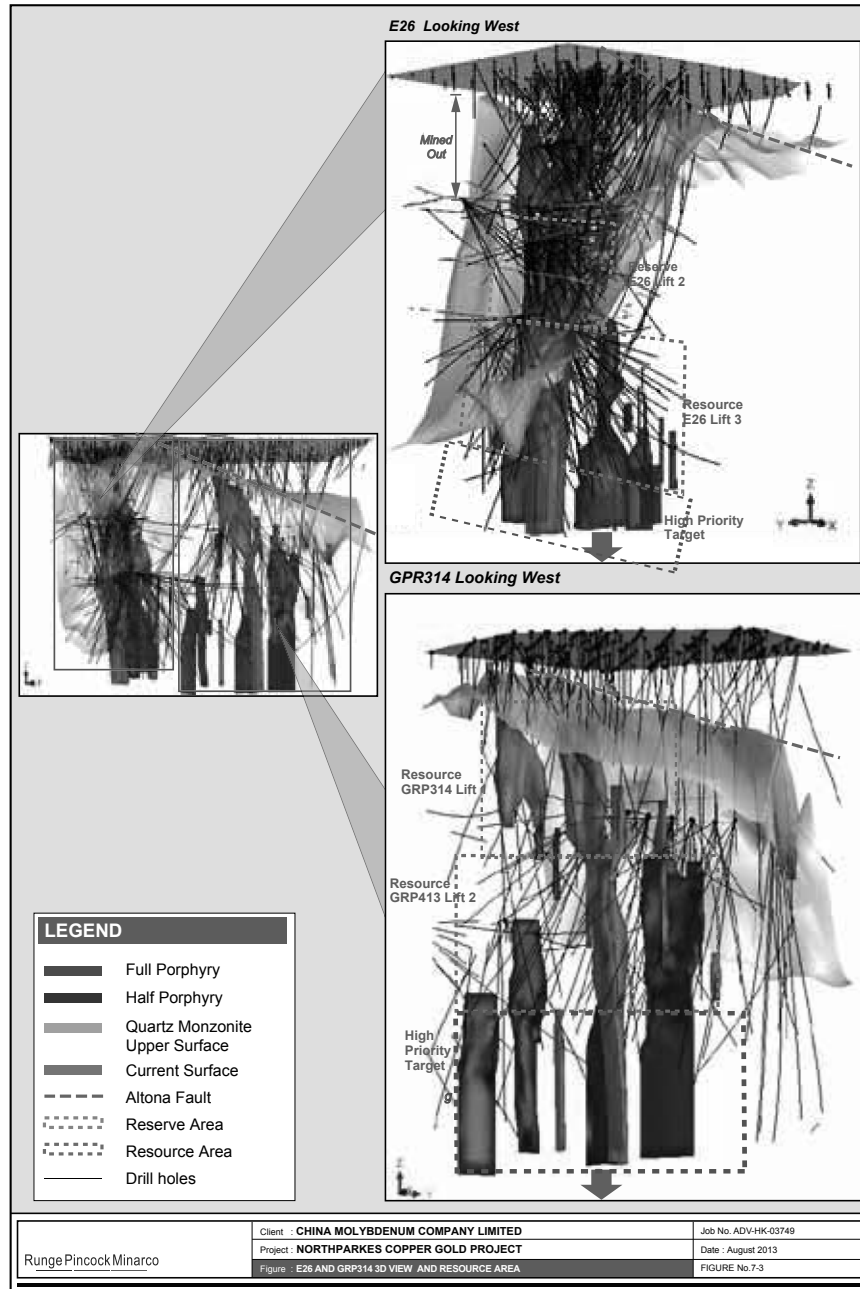 E26 Looking West
Mined
Out
Reserve
E26 Lift 2
Resource
E26 Lift 3
High Priority
Target
Z
Y
X
GPR314 Looking West
Resource
GRP314 Lift
Resource
GRP413 Lift 2
High
Priority
Target
g
LEGEND
Full Porphyry
Half Porphyry
Quartz Monzonite
Upper Surface
Current Surface
Altona Fault
Reserve Area
Resource Area
Drill holes
RungePincockMinarco
Client : CHINA MOLYBDENUM COMPANY LIMITED
Project : NORTHPARKES COPPER GOLD PROJECT
Figure : E26 AND GRP314 3D VIEW AND RESOURCE AREA
Job No. ADV-HK-03749
Date : August 2013
FIGURE No.7-3